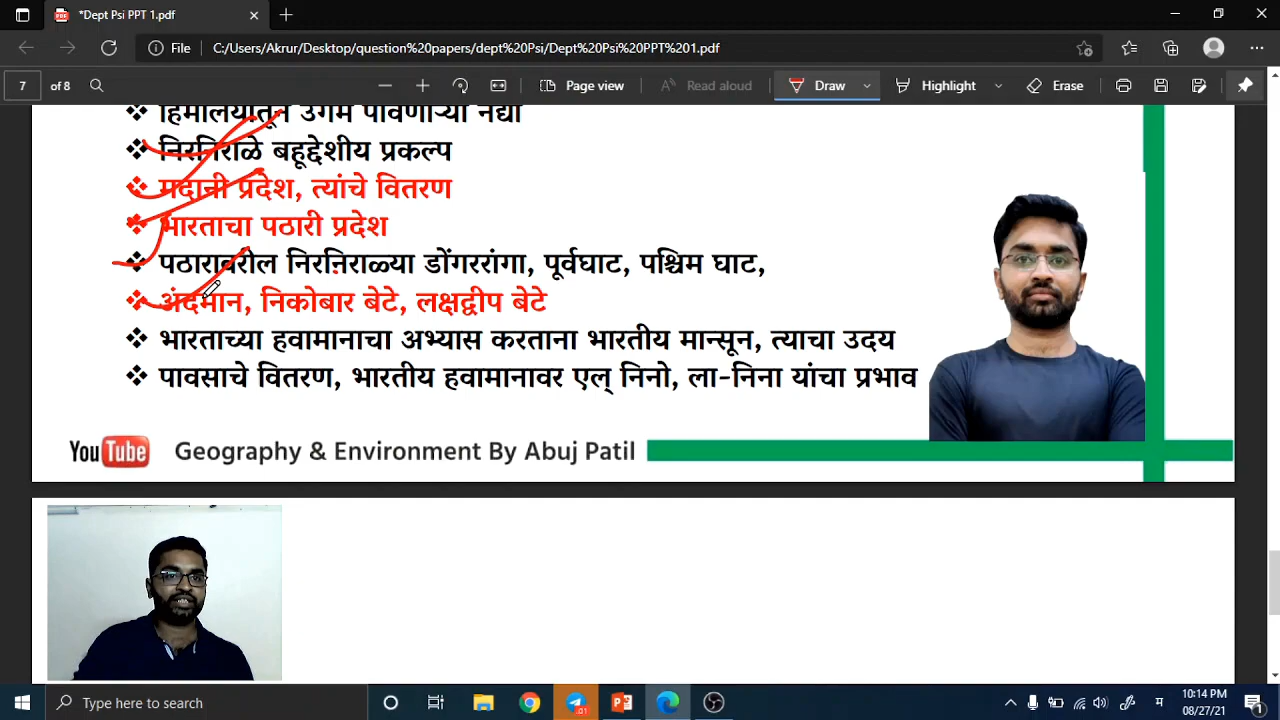 *Dept Psi PPT 1.pdf
File
C:/Users/Akrur/Desktop/question%20papers/dept%20Psi/Dept%20Psi%20PPT%201.pdf
7 of 8
Page view
Read aloud
Draw
Highlight
Erase
हिमालयातून उगम पावणाऱ्या नद्या
निरनिराळे बहूद्देशीय प्रकल्प
मैदानी प्रदेश, त्यांचे वितरण
भारताचा पठारी प्रदेश
पठारावरील निरनिराळ्या डोंगररांगा, पूर्वघाट, पश्चिम घाट,
अंदमान, निकोबार बेटे, लक्षद्वीप बेटे
भारताच्या हवामानाचा अभ्यास करताना भारतीय मान्सून, त्याचा उदय
पावसाचे वितरण, भारतीय हवामानावर एल् निनो, ला-निना यांचा प्रभाव
YouTube Geography & Environment By Abuj Patil
Type here to search
म
10:14 PM
08/27/21